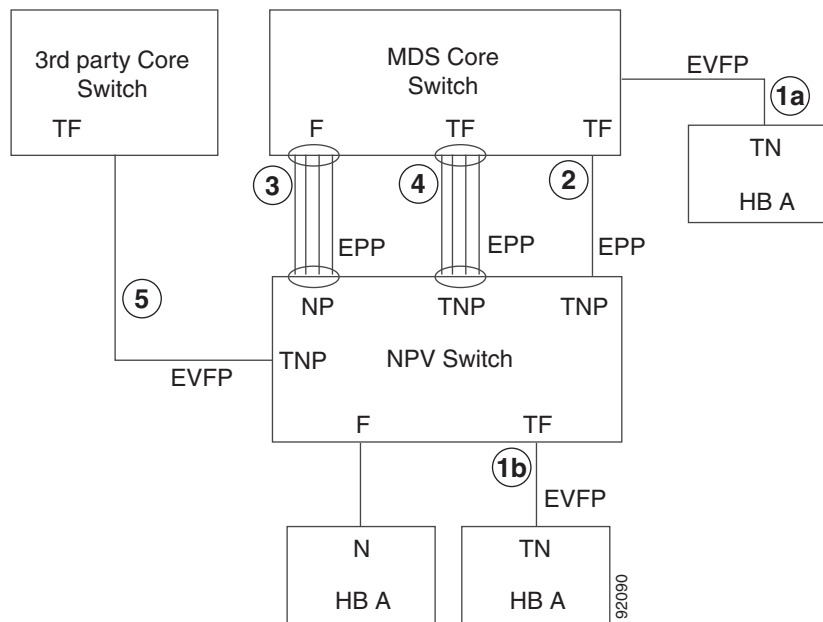 3rd party Core
Switch
TF
MDS Core
Switch
F
TF
TF
EVFP
1a
TN
HB A
3
4
2
EPP
EPP
EPP
5
NP
TNP
TNP
EVFP
TNP
NPV Switch
F
TF
1b
EVFP
N
HB A
TN
HB A
92090